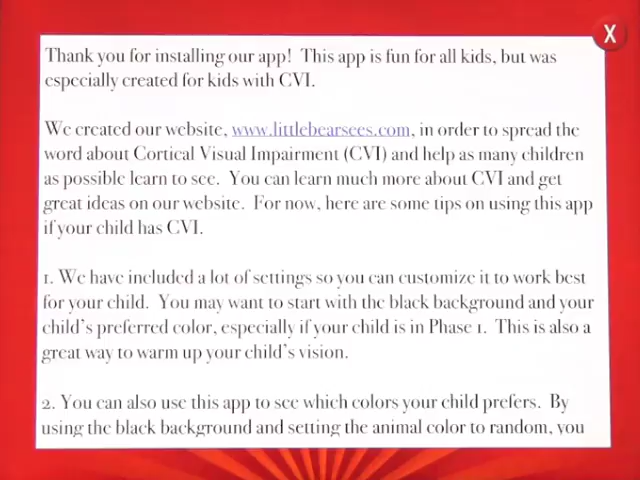 X
Thank you for installing our app!  This app is fun for all kids, but was
especially created for kids with CVI.
We created our website, www.littlebearsees.com, in order to spread the
word about Cortical Visual Impairment (CVI) and help as many children
as possible learn to see.  You can learn much more about CVI and get
great ideas on our website.  For now, here are some tips on using this app
if your child has CVI.
1. We have included a lot of settings so you can customize it to work best
for your child.  You may want to start with the black background and your
child's preferred color, especially if your child is in Phase 1.  This is also a
great way to warm up your child's vision.
2. You can also use this app to see which colors your child prefers.  By
using the black background and setting the animal color to random, you